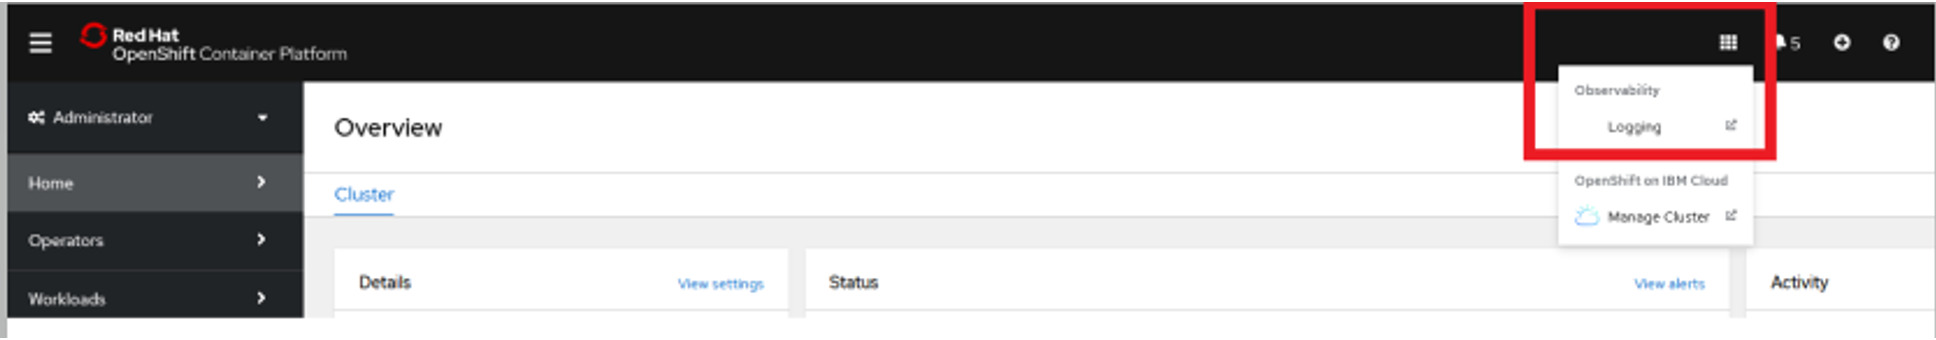 Red Hat
OpenShift Container Platform
5
Administrator
Observability
Logging
Overview
Home
OpenShift on IBM Cloud
Cluster
Manage Cluster
Operators
Details
View settings
Status
View alerts
Activity
Workloads